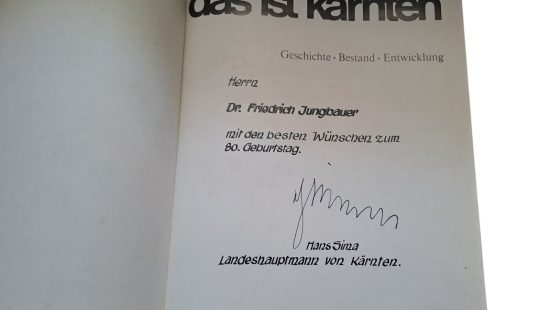 das ist kärnten
Geschichte · Bestand · Entwicklung
Herrn
Dr. Friedrich Jungbauer
mit den besten Wünschen zum
80. Geburtstag.
Hans Sima
Landeshauptmann von Kärnten.